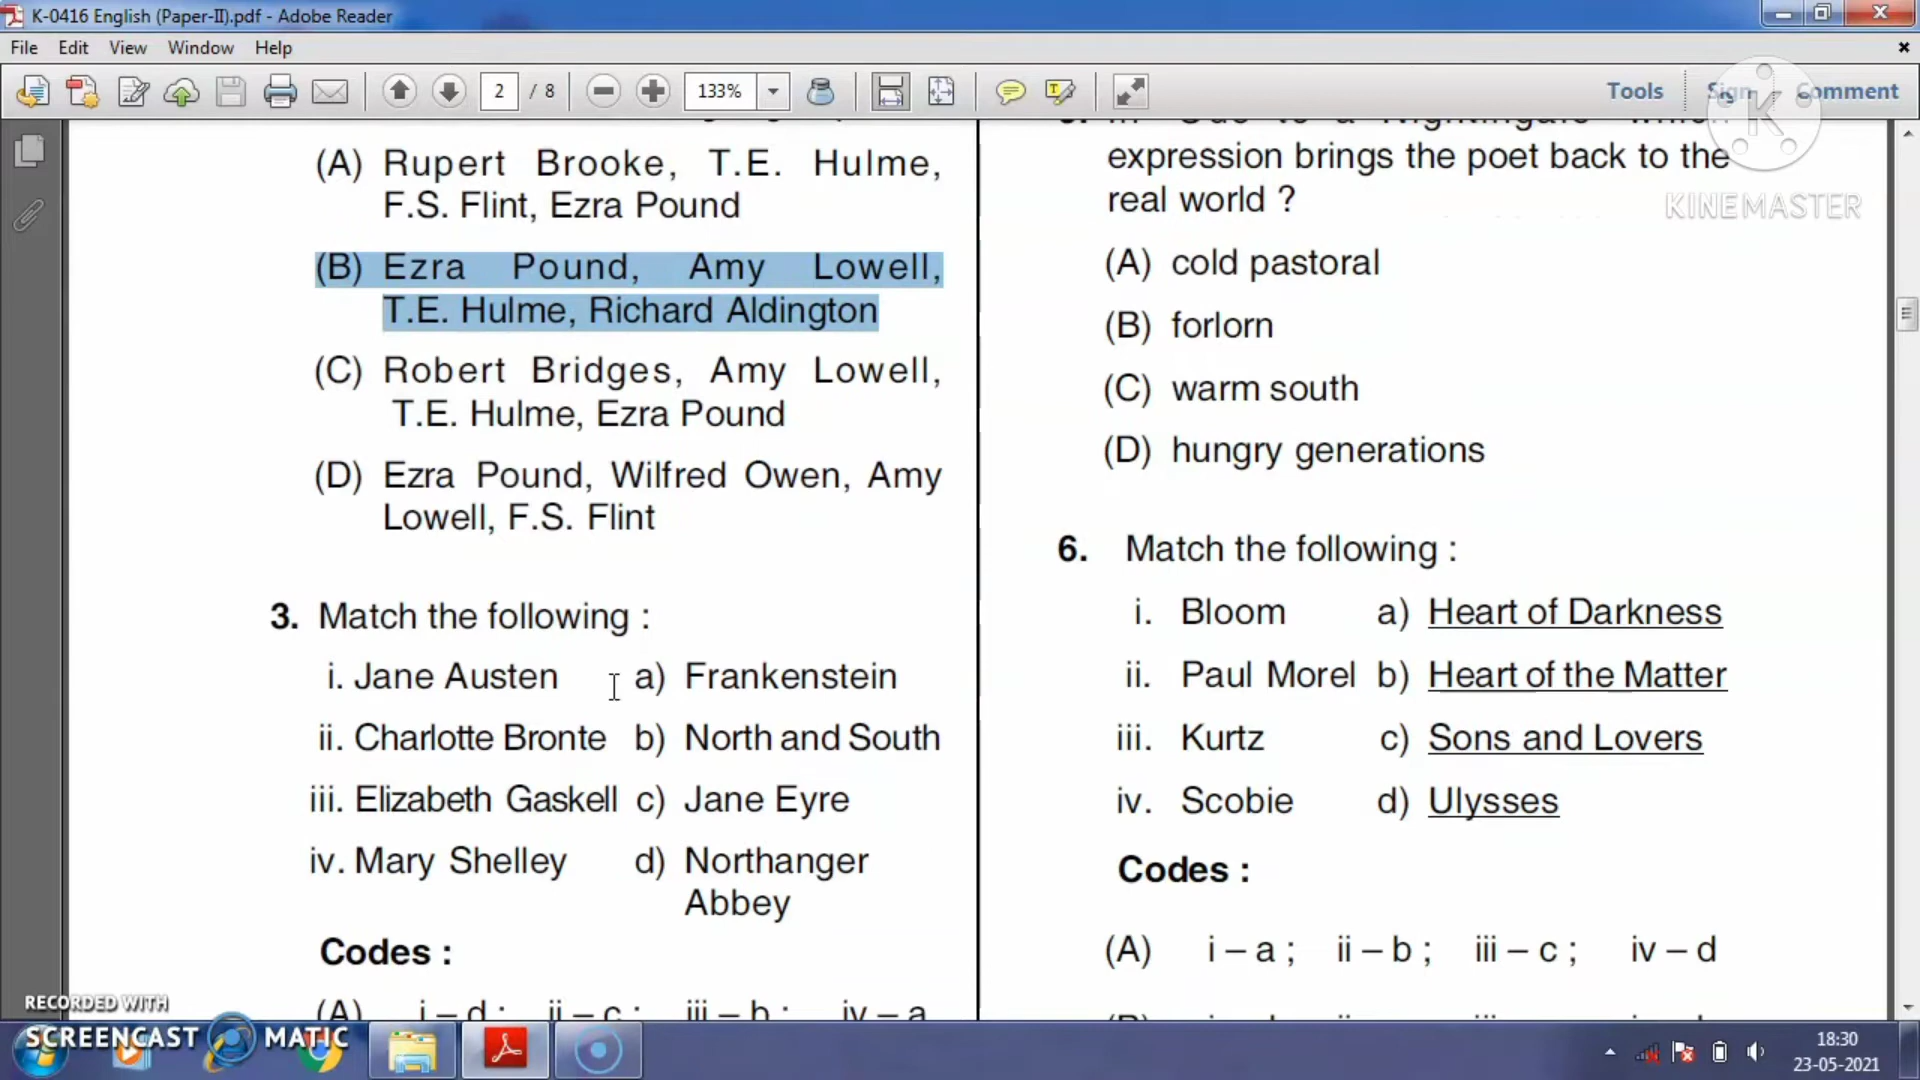 K-0416 English (Paper-II).pdf - Adobe Reader
File Edit View Window Help
2 / 8 133% Tools Sign Comment
KINEMASTER
(A) Rupert Brooke, T.E. Hulme,
F.S. Flint, Ezra Pound
(B) Ezra Pound, Amy Lowell,
T.E. Hulme, Richard Aldington
(C) Robert Bridges, Amy Lowell,
T.E. Hulme, Ezra Pound
(D) Ezra Pound, Wilfred Owen, Amy
Lowell, F.S. Flint
3. Match the following :
i. Jane Austen a) Frankenstein
ii. Charlotte Bronte b) North and South
iii. Elizabeth Gaskell c) Jane Eyre
iv. Mary Shelley d) Northanger
Abbey
Codes :
(A) i – d ; ii – c ; iii – b ; iv – a
expression brings the poet back to the
real world ?
(A) cold pastoral
(B) forlorn
(C) warm south
(D) hungry generations
6. Match the following :
i. Bloom a) Heart of Darkness
ii. Paul Morel b) Heart of the Matter
iii. Kurtz c) Sons and Lovers
iv. Scobie d) Ulysses
Codes :
(A) i – a ; ii – b ; iii – c ; iv – d
RECORDED WITH
SCREENCAST MATIC
18:30
23-05-2021